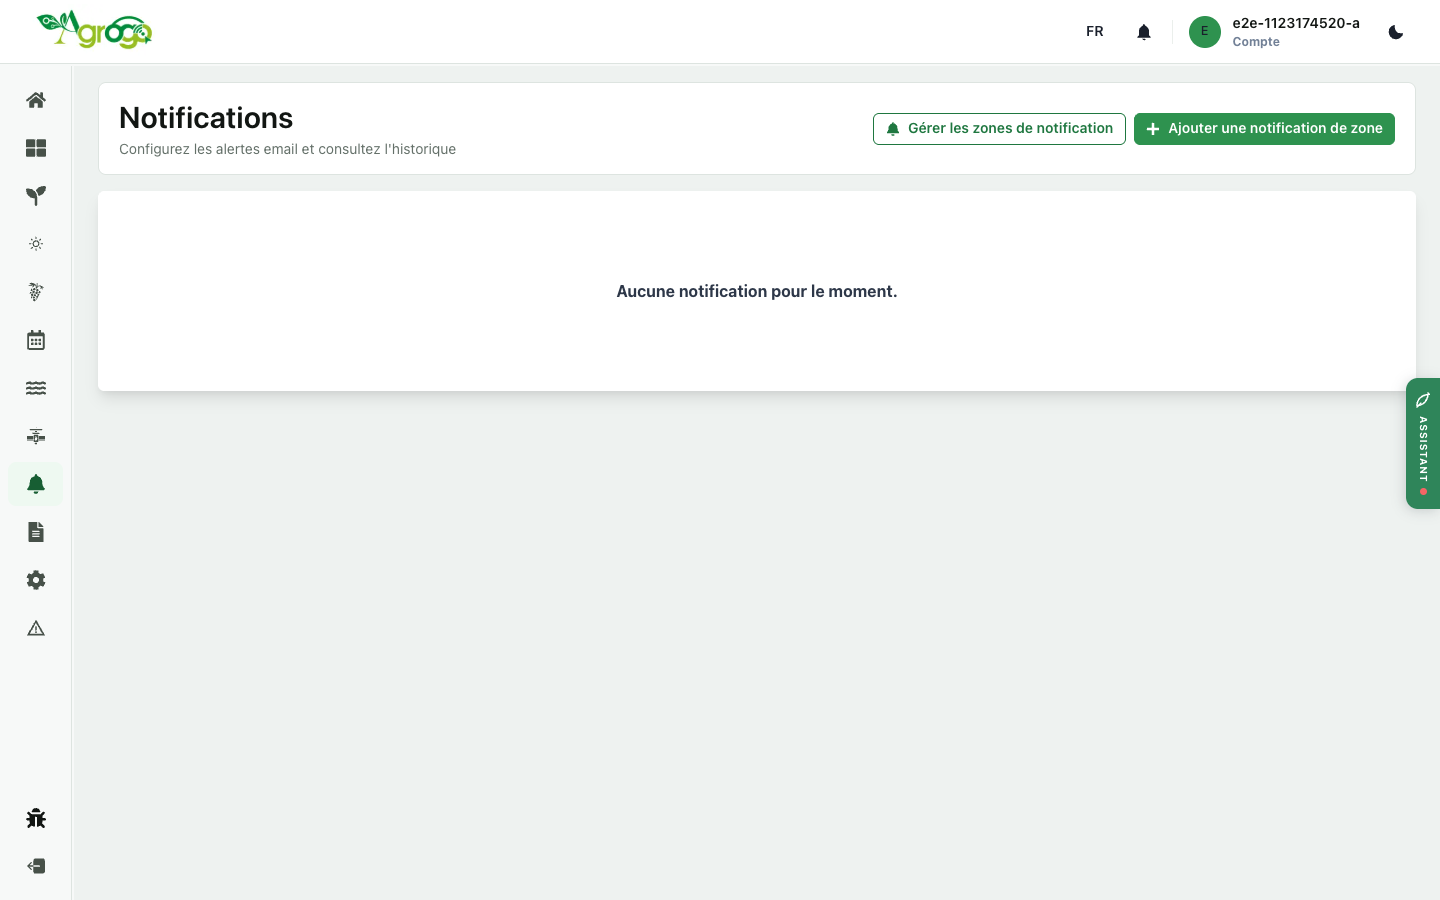 Agroga
FR
E
e2e-1123174520-a
Compte
Notifications
Configurez les alertes email et consultez l'historique
Gérer les zones de notification
Ajouter une notification de zone
Aucune notification pour le moment.
ASSISTANT